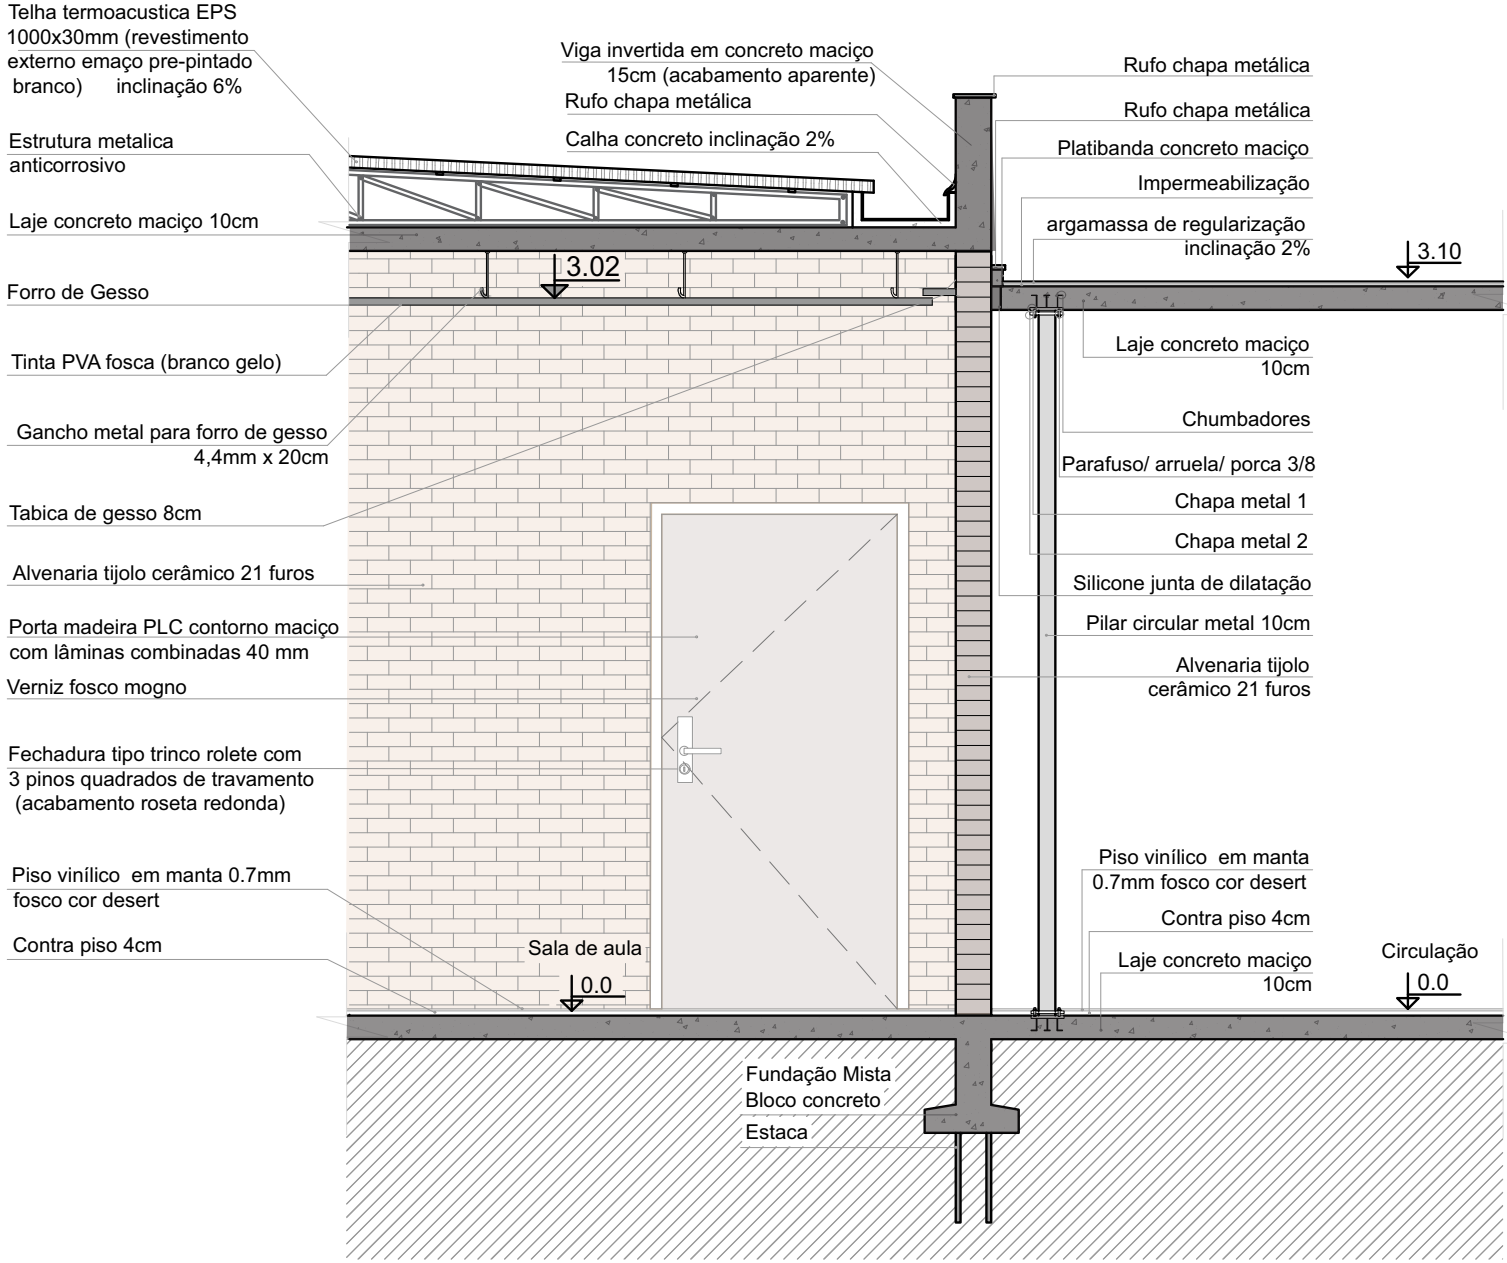 Telha termoacustica EPS
1000x30mm (revestimento
externo emaço pre-pintado
branco) inclinação 6%
Estrutura metalica
anticorrosivo
Laje concreto maciço 10cm
Forro de Gesso
Tinta PVA fosca (branco gelo)
Gancho metal para forro de gesso
4,4mm x 20cm
Tabica de gesso 8cm
Alvenaria tijolo cerâmico 21 furos
Porta madeira PLC contorno maciço
com lâminas combinadas 40 mm
Verniz fosco mogno
Fechadura tipo trinco rolete com
3 pinos quadrados de travamento
(acabamento roseta redonda)
Piso vinílico em manta 0.7mm
fosco cor desert
Contra piso 4cm
Viga invertida em concreto maciço
15cm (acabamento aparente)
Rufo chapa metálica
Calha concreto inclinação 2%
3.02
Sala de aula
0.0
Fundação Mista
Bloco concreto
Estaca
Rufo chapa metálica
Rufo chapa metálica
Platibanda concreto maciço
Impermeabilização
argamassa de regularização
inclinação 2%
3.10
Laje concreto maciço
10cm
Chumbadores
Parafuso/ arruela/ porca 3/8
Chapa metal 1
Chapa metal 2
Silicone junta de dilatação
Pilar circular metal 10cm
Alvenaria tijolo
cerâmico 21 furos
Piso vinílico em manta
0.7mm fosco cor desert
Contra piso 4cm
Laje concreto maciço
10cm
Circulação
0.0